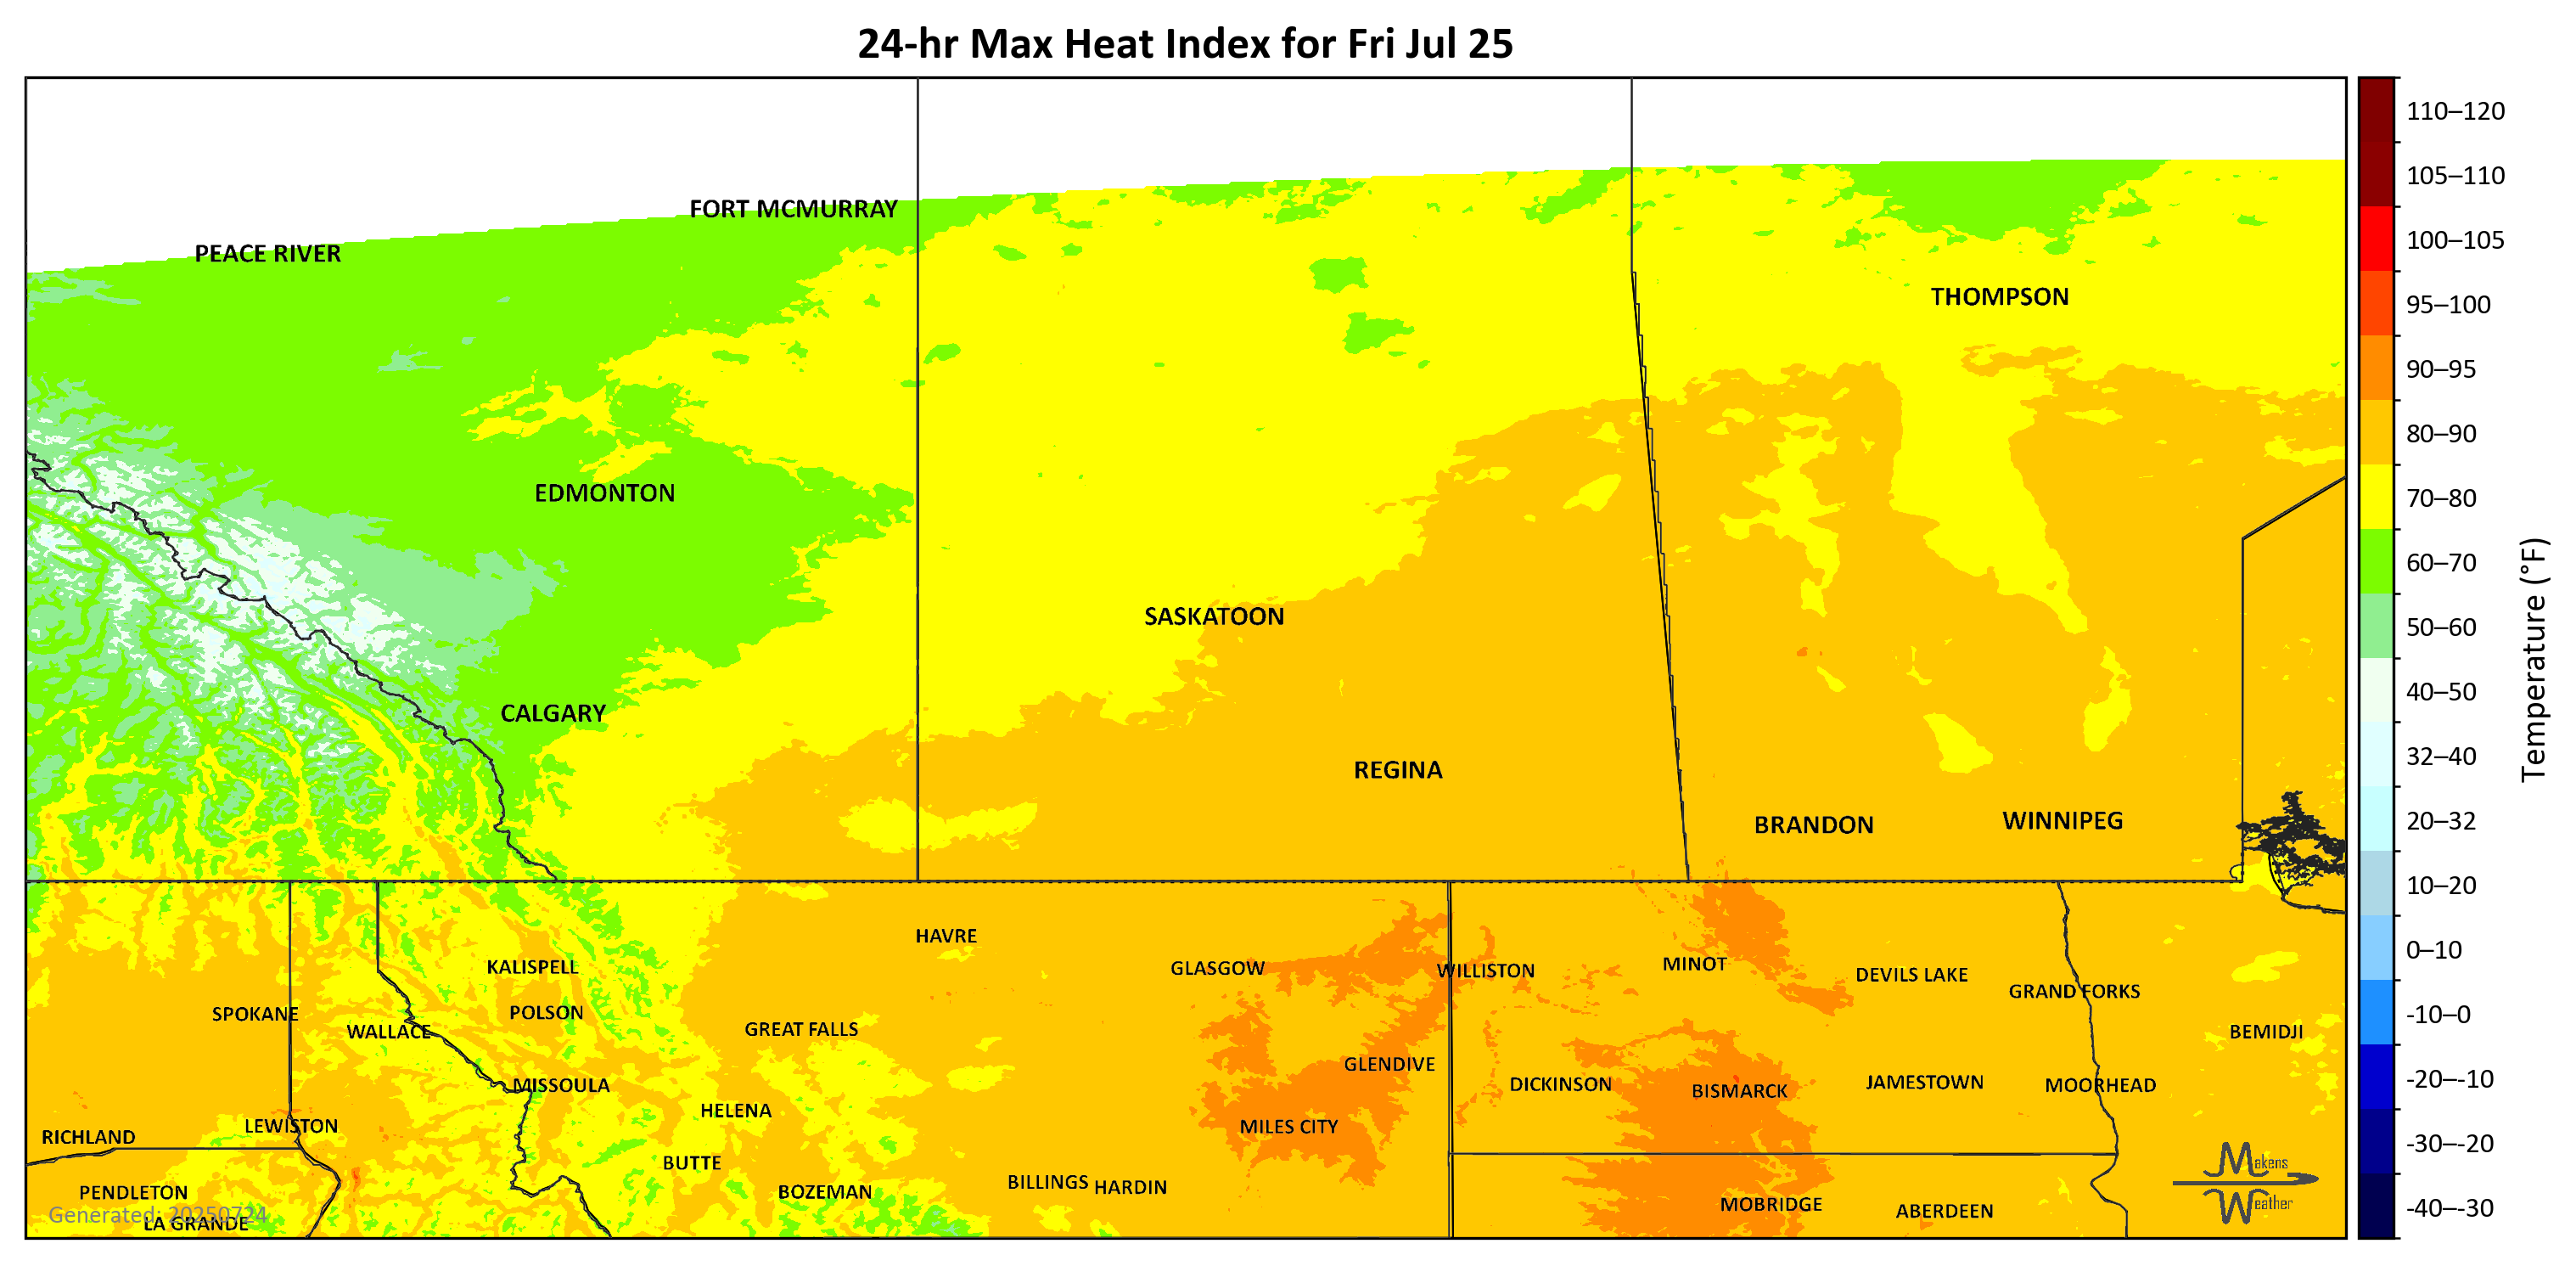 24-hr Max Heat Index for Fri Jul 25
110–120
105–110
FORT MCMURRAY
100–105
PEACE RIVER
THOMPSON
95–100
90–95
80–90
EDMONTON
70–80
60–70
SASKATOON
50–60
40–50
CALGARY
32–40
REGINA
BRANDON
WINNIPEG
20–32
10–20
HAVRE
0–10
KALISPELL
GLASGOW
WILLISTON
MINOT
DEVILS LAKE
GRAND FORKS
SPOKANE
POLSON
-10–0
WALLACE
GREAT FALLS
BEMIDJI
GLENDIVE
MISSOULA
DICKINSON
BISMARCK
JAMESTOWN
MOORHEAD
-20–-10
HELENA
LEWISTON
MILES CITY
RICHLAND
-30–-20
BUTTE
Makens
BILLINGS
HARDIN
PENDLETON
BOZEMAN
MOBRIDGE
Weather
ABERDEEN
-40–-30
Generated: 20250724
LA GRANDE
Temperature (°F)